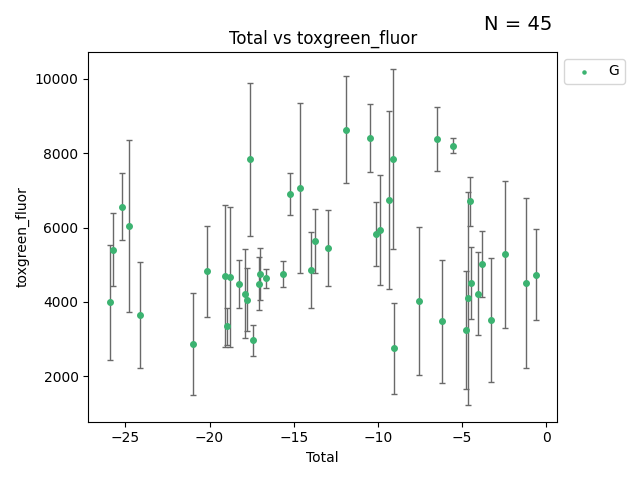 N = 45
Total vs toxgreen_fluor
G
toxgreen_fluor
10000
8000
6000
4000
2000
−25
−20
−15
−10
−5
0
Total